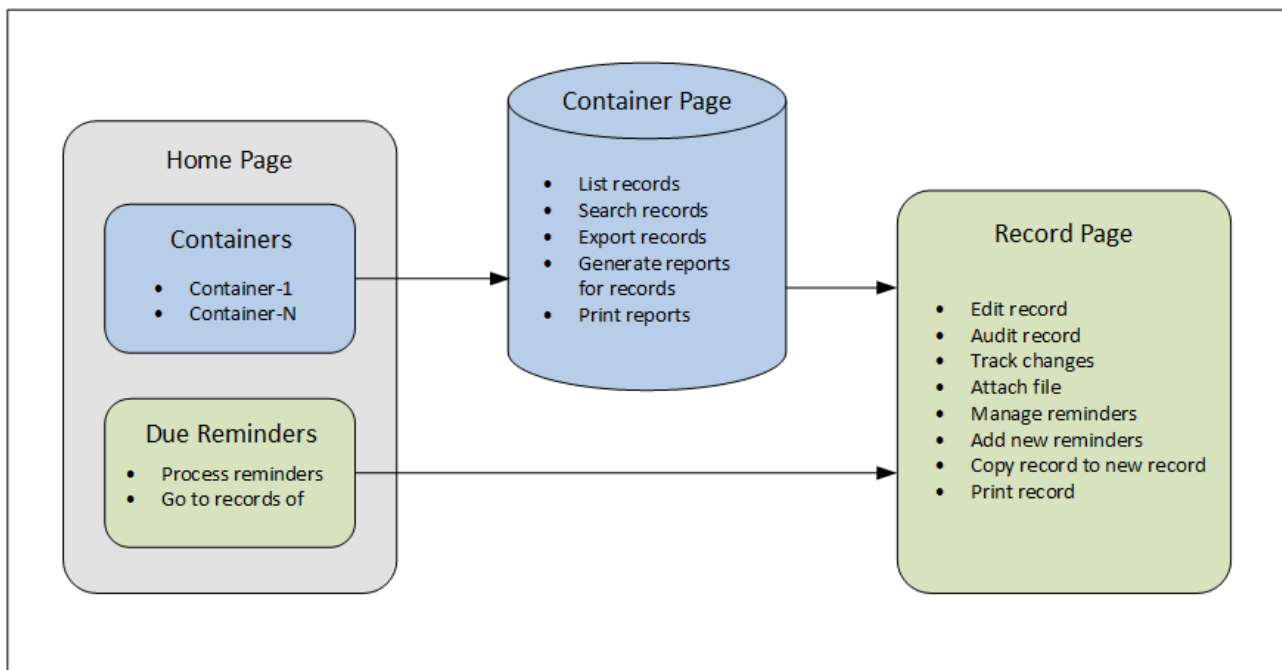 Home Page
Containers
• Container-1
• Container-N
Due Reminders
• Process reminders
• Go to records of
Container Page
• List records
• Search records
• Export records
• Generate reports
for records
• Print reports
Record Page
• Edit record
• Audit record
• Track changes
• Attach file
• Manage reminders
• Add new reminders
• Copy record to new record
• Print record